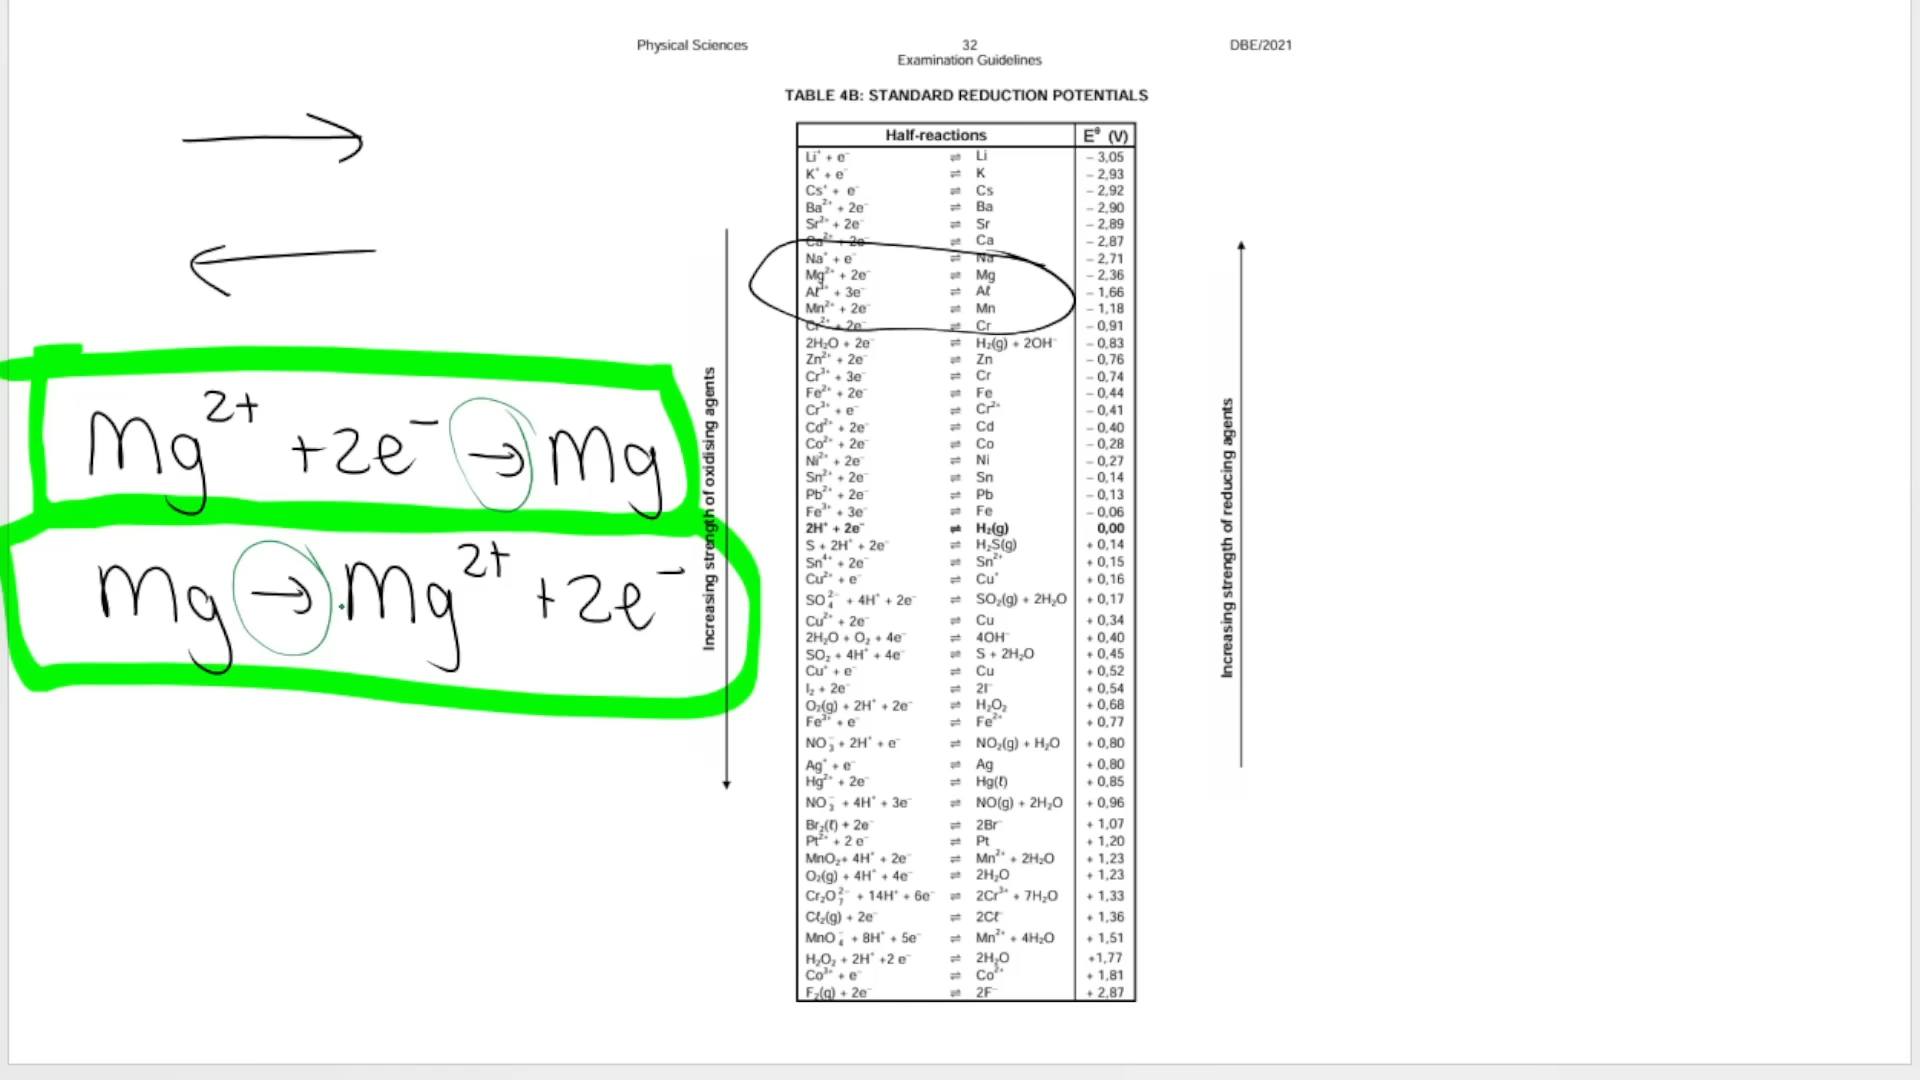 Physical Sciences 32 DBE/2021
Examination Guidelines
TABLE 4B: STANDARD REDUCTION POTENTIALS
Half-reactions E^θ (V)
Li⁺ + e⁻ ⇌ Li − 3,05
K⁺ + e⁻ ⇌ K − 2,93
Cs⁺ + e⁻ ⇌ Cs − 2,92
Ba²⁺ + 2e⁻ ⇌ Ba − 2,90
Sr²⁺ + 2e⁻ ⇌ Sr − 2,89
Ca²⁺ + 2e⁻ ⇌ Ca − 2,87
Na⁺ + e⁻ ⇌ Na − 2,71
Mg²⁺ + 2e⁻ ⇌ Mg − 2,36
Aℓ³⁺ + 3e⁻ ⇌ Aℓ − 1,66
Mn²⁺ + 2e⁻ ⇌ Mn − 1,18
Cr²⁺ + 2e⁻ ⇌ Cr − 0,91
2H₂O + 2e⁻ ⇌ H₂(g) + 2OH⁻ − 0,83
Zn²⁺ + 2e⁻ ⇌ Zn − 0,76
Cr³⁺ + 3e⁻ ⇌ Cr − 0,74
Fe²⁺ + 2e⁻ ⇌ Fe − 0,44
Cr³⁺ + e⁻ ⇌ Cr²⁺ − 0,41
Cd²⁺ + 2e⁻ ⇌ Cd − 0,40
Co²⁺ + 2e⁻ ⇌ Co − 0,28
Ni²⁺ + 2e⁻ ⇌ Ni − 0,27
Sn²⁺ + 2e⁻ ⇌ Sn − 0,14
Pb²⁺ + 2e⁻ ⇌ Pb − 0,13
Fe³⁺ + 3e⁻ ⇌ Fe − 0,06
2H⁺ + 2e⁻ ⇌ H₂(g) 0,00
S + 2H⁺ + 2e⁻ ⇌ H₂S(g) + 0,14
Sn⁴⁺ + 2e⁻ ⇌ Sn²⁺ + 0,15
Cu²⁺ + e⁻ ⇌ Cu⁺ + 0,16
SO₄²⁻ + 4H⁺ + 2e⁻ ⇌ SO₂(g) + 2H₂O + 0,17
Cu²⁺ + 2e⁻ ⇌ Cu + 0,34
2H₂O + O₂ + 4e⁻ ⇌ 4OH⁻ + 0,40
SO₂ + 4H⁺ + 4e⁻ ⇌ S + 2H₂O + 0,45
Cu⁺ + e⁻ ⇌ Cu + 0,52
I₂ + 2e⁻ ⇌ 2I⁻ + 0,54
O₂(g) + 2H⁺ + 2e⁻ ⇌ H₂O₂ + 0,68
Fe³⁺ + e⁻ ⇌ Fe²⁺ + 0,77
NO₃⁻ + 2H⁺ + e⁻ ⇌ NO₂(g) + H₂O + 0,80
Ag⁺ + e⁻ ⇌ Ag + 0,80
Hg²⁺ + 2e⁻ ⇌ Hg(ℓ) + 0,85
NO₃⁻ + 4H⁺ + 3e⁻ ⇌ NO(g) + 2H₂O + 0,96
Br₂(ℓ) + 2e⁻ ⇌ 2Br⁻ + 1,07
Pt²⁺ + 2 e⁻ ⇌ Pt + 1,20
MnO₂+ 4H⁺ + 2e⁻ ⇌ Mn²⁺ + 2H₂O + 1,23
O₂(g) + 4H⁺ + 4e⁻ ⇌ 2H₂O + 1,23
Cr₂O₇²⁻ + 14H⁺ + 6e⁻ ⇌ 2Cr³⁺ + 7H₂O + 1,33
Cℓ₂(g) + 2e⁻ ⇌ 2Cℓ⁻ + 1,36
MnO₄⁻ + 8H⁺ + 5e⁻ ⇌ Mn²⁺ + 4H₂O + 1,51
H₂O₂ + 2H⁺ +2 e⁻ ⇌ 2H₂O +1,77
Co³⁺ + e⁻ ⇌ Co²⁺ + 1,81
F₂(g) + 2e⁻ ⇌ 2F⁻ + 2,87
Increasing strength of oxidising agents
Increasing strength of reducing agents
Mg²⁺ +2e⁻ → Mg
Mg → Mg²⁺ +2e⁻